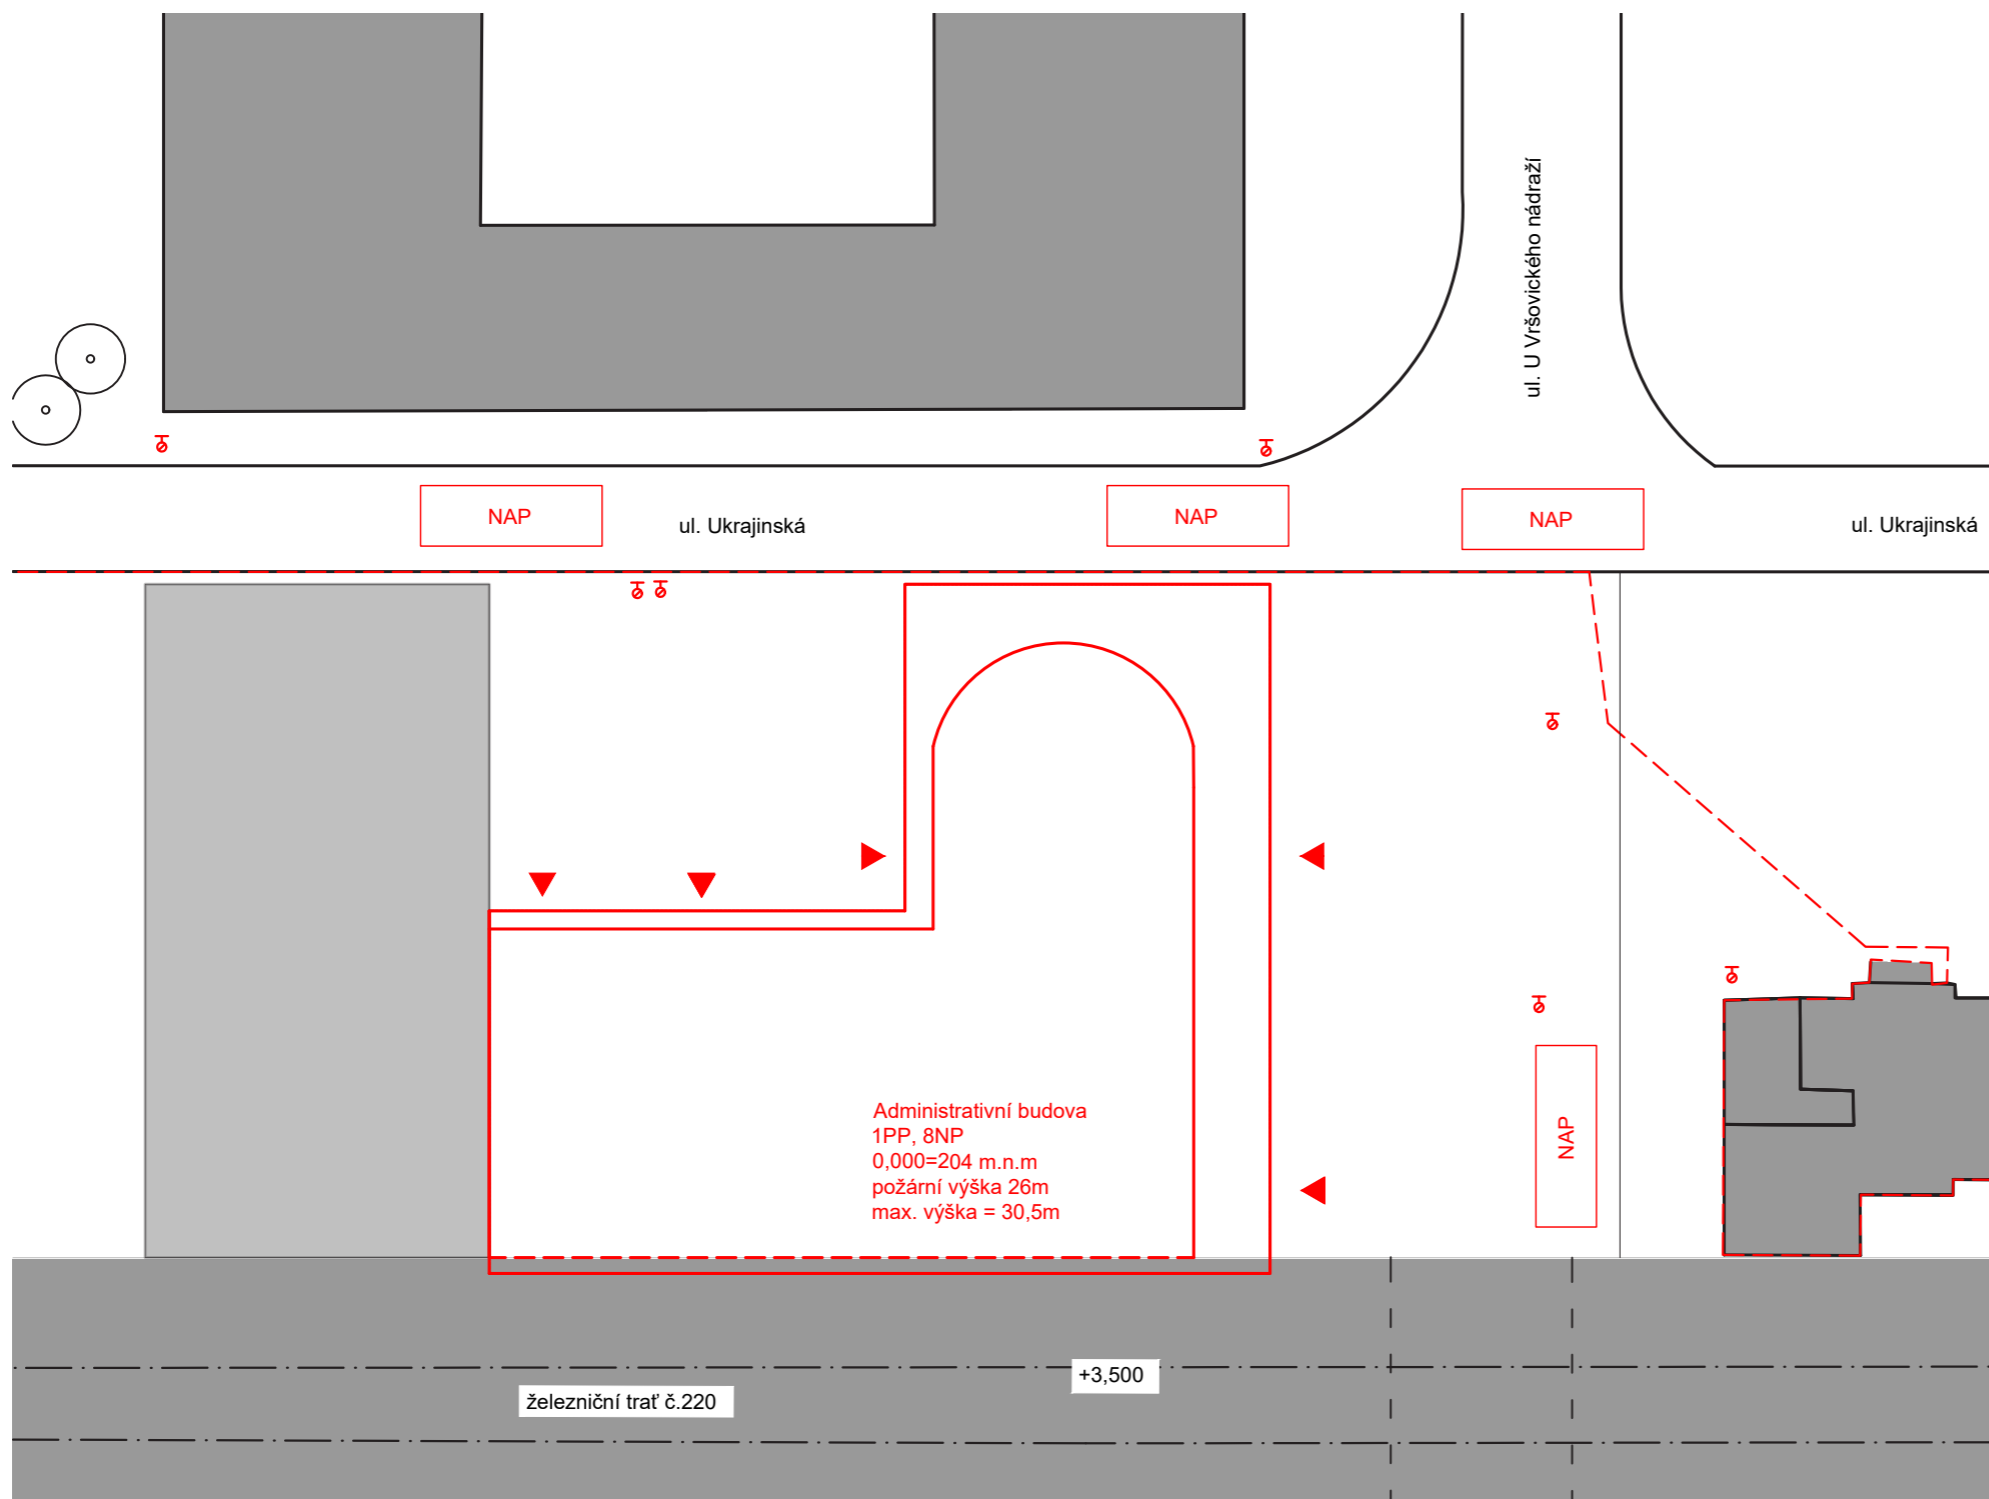 ul. U Vršovického nádraží
NAP
ul. Ukrajinská
NAP
NAP
ul. Ukrajinská
Administrativní budova
1PP, 8NP
0,000=204 m.n.m
požární výška 26m
max. výška = 30,5m
NAP
+3,500
železniční trať č.220